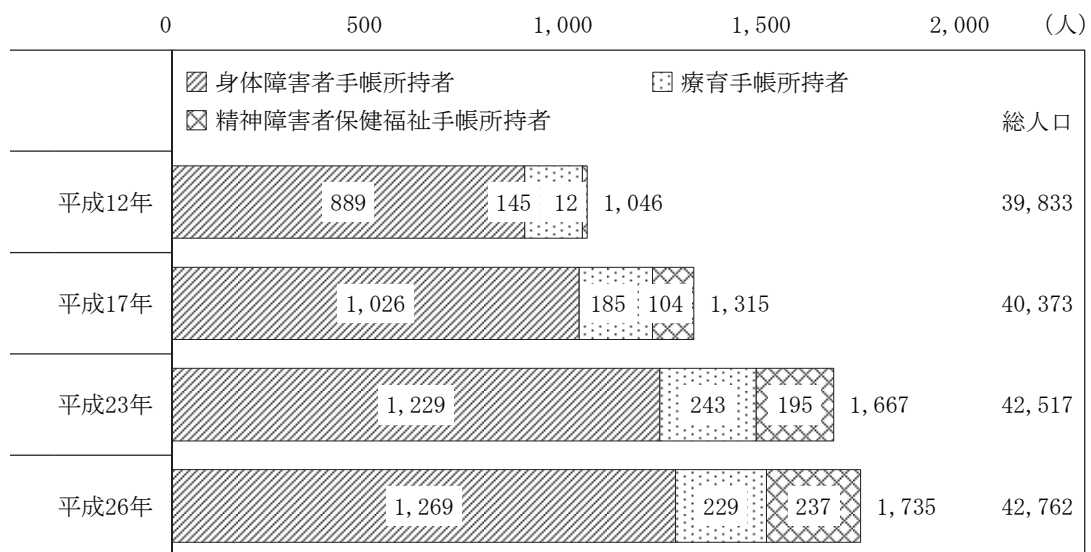 0 500 1,000 1,500 2,000 (人)
身体障害者手帳所持者 療育手帳所持者
精神障害者保健福祉手帳所持者 総人口
平成12年 889 145 12 1,046 39,833
平成17年 1,026 185 104 1,315 40,373
平成23年 1,229 243 195 1,667 42,517
平成26年 1,269 229 237 1,735 42,762